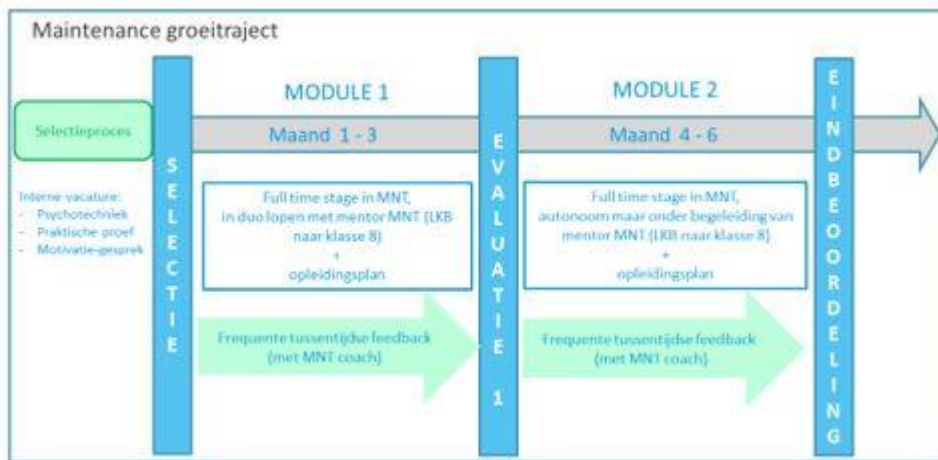 Maintenance groeitraject
MODULE 1
MODULE 2
Selectieproces
Maand 1 - 3
Maand 4 - 6
SELECTIE
EVALUATIE 1
EINDBEOORDELING
Interne vacature:
- Psychotechniek
- Praktische proef
- Motivatie-gesprek
Full time stage in MNT,
in duo lopen met mentor MNT (LKB
naar klasse 8)
+
opleidingsplan
Full time stage in MNT,
autonoom maar onder begeleiding van
mentor MNT (LKB naar klasse 8)
+
opleidingsplan
Frequente tussentijdse feedback
(met MNT coach)
Frequente tussentijdse feedback
(met MNT coach)